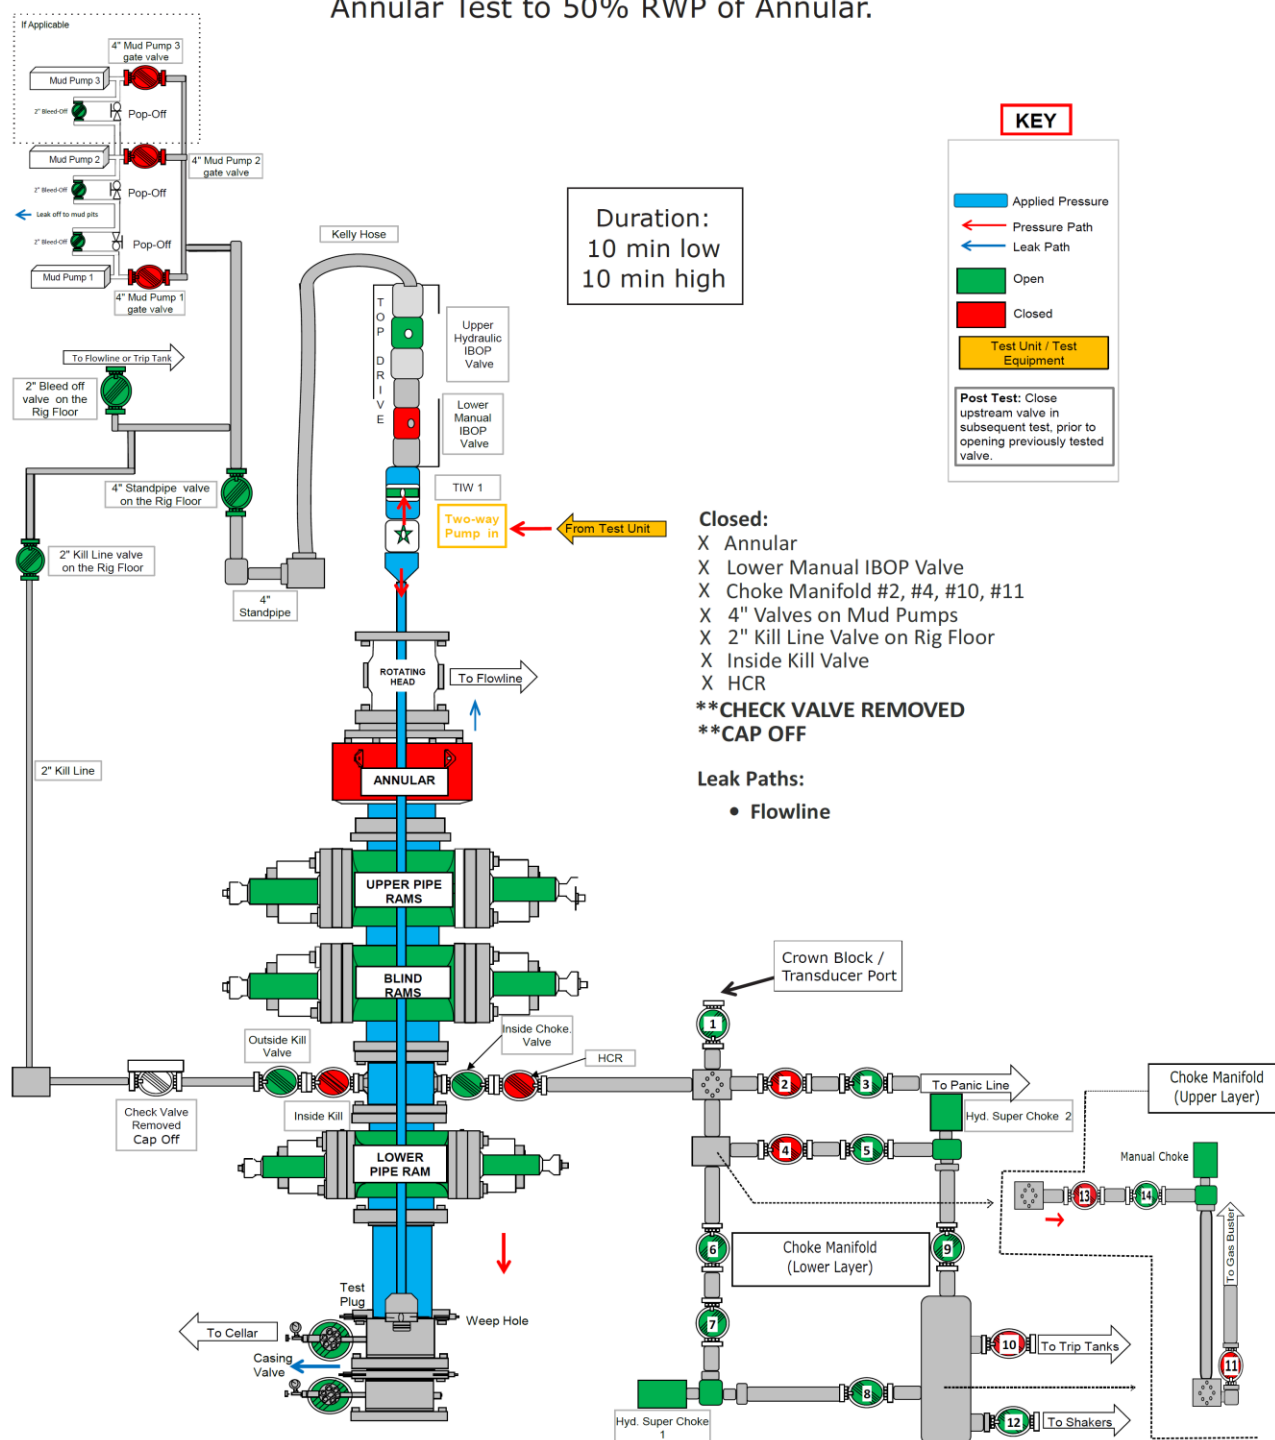 Annular Test to 50% RWP of Annular.
If Applicable
4" Mud Pump 3
gate valve
Mud Pump 3
2" Bleed-Off
Pop-Off
Mud Pump 2
4" Mud Pump 2
gate valve
2" Bleed-Off
Pop-Off
Leak off to mud pits
2" Bleed-Off
Pop-Off
Mud Pump 1
4" Mud Pump 1
gate valve
To Flowline or Trip Tank
2" Bleed off
valve on the
Rig Floor
4" Standpipe valve
on the Rig Floor
2" Kill Line valve
on the Rig Floor
4"
Standpipe
2" Kill Line
Kelly Hose
TOP DRIVE
Upper
Hydraulic
IBOP
Valve
Lower
Manual
IBOP
Valve
TIW 1
Two-way
Pump in
From Test Unit
Duration:
10 min low
10 min high
KEY
Applied Pressure
Pressure Path
Leak Path
Open
Closed
Test Unit / Test
Equipment
Post Test: Close
upstream valve in
subsequent test, prior to
opening previously tested
valve.
Closed:
X Annular
X Lower Manual IBOP Valve
X Choke Manifold #2, #4, #10, #11
X 4" Valves on Mud Pumps
X 2" Kill Line Valve on Rig Floor
X Inside Kill Valve
X HCR
**CHECK VALVE REMOVED
**CAP OFF
Leak Paths:
• Flowline
ROTATING
HEAD
To Flowline
ANNULAR
UPPER PIPE
RAMS
BLIND
RAMS
Outside Kill
Valve
Inside Choke.
Valve
HCR
Check Valve
Removed
Cap Off
Inside Kill
LOWER
PIPE RAM
Test
Plug
Weep Hole
To Cellar
Casing
Valve
Crown Block /
Transducer Port
1
2
3
To Panic Line
Hyd. Super Choke 2
4
5
6
Choke Manifold
(Lower Layer)
9
7
10
To Trip Tanks
8
12
To Shakers
Hyd. Super Choke
1
Choke Manifold
(Upper Layer)
Manual Choke
13
14
To Gas Buster
11